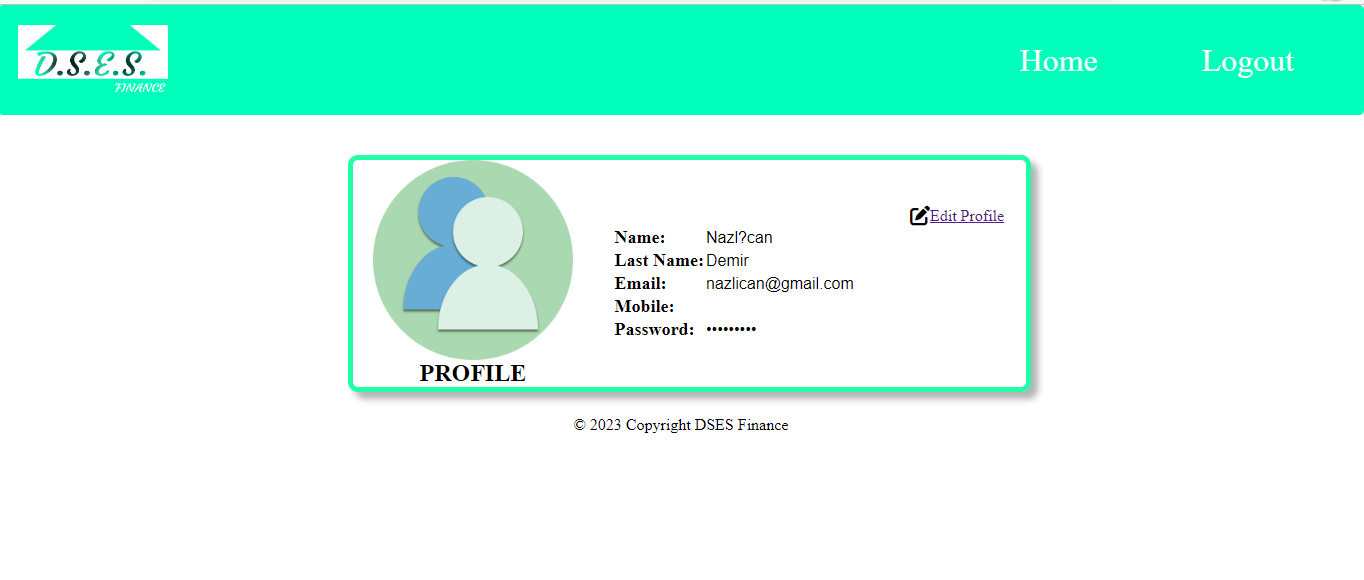 D.S.E.S.
FINANCE
Home
Logout
Edit Profile
Name: Nazl?can
Last Name: Demir
Email: nazlican@gmail.com
Mobile:
Password: •••••••••
PROFILE
© 2023 Copyright DSES Finance